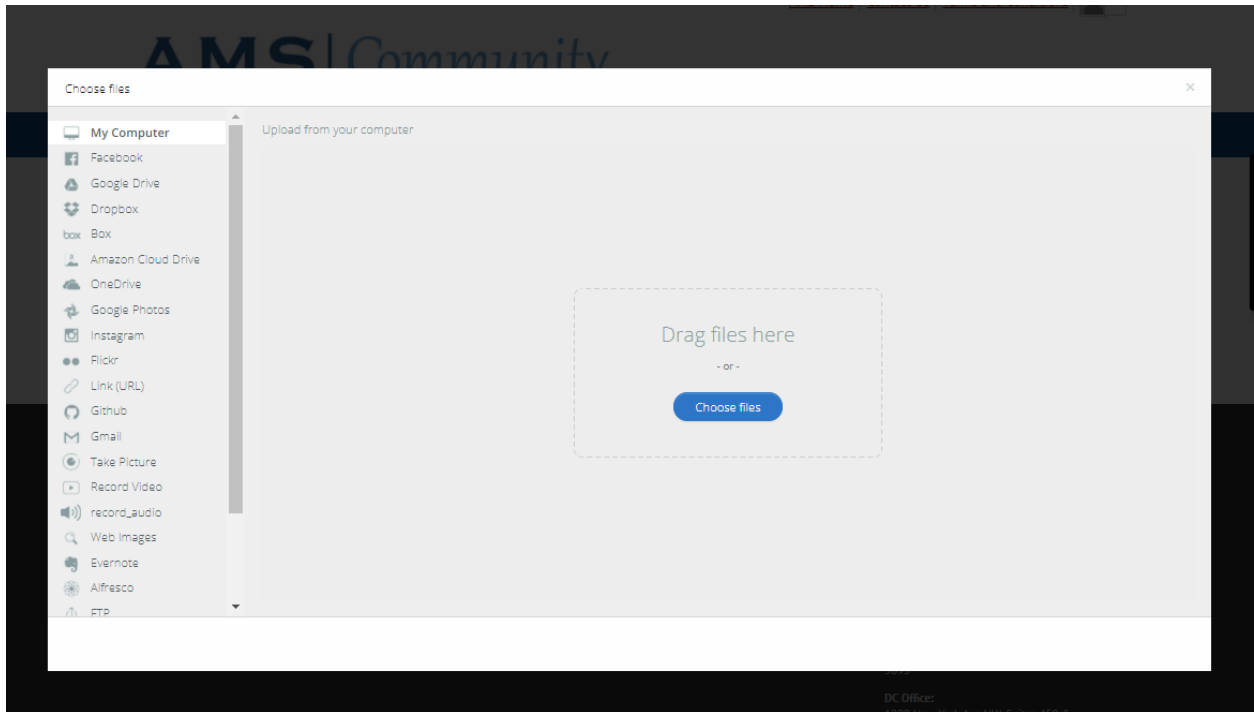 AMS Community
Choose files
×
My Computer
Upload from your computer
Facebook
Google Drive
Dropbox
box Box
Amazon Cloud Drive
OneDrive
Google Photos
Instagram
Flickr
Link (URL)
Github
Gmail
Take Picture
Record Video
record_audio
Web Images
Evernote
Alfresco
FTP
Drag files here
- or -
Choose files
DC Office: